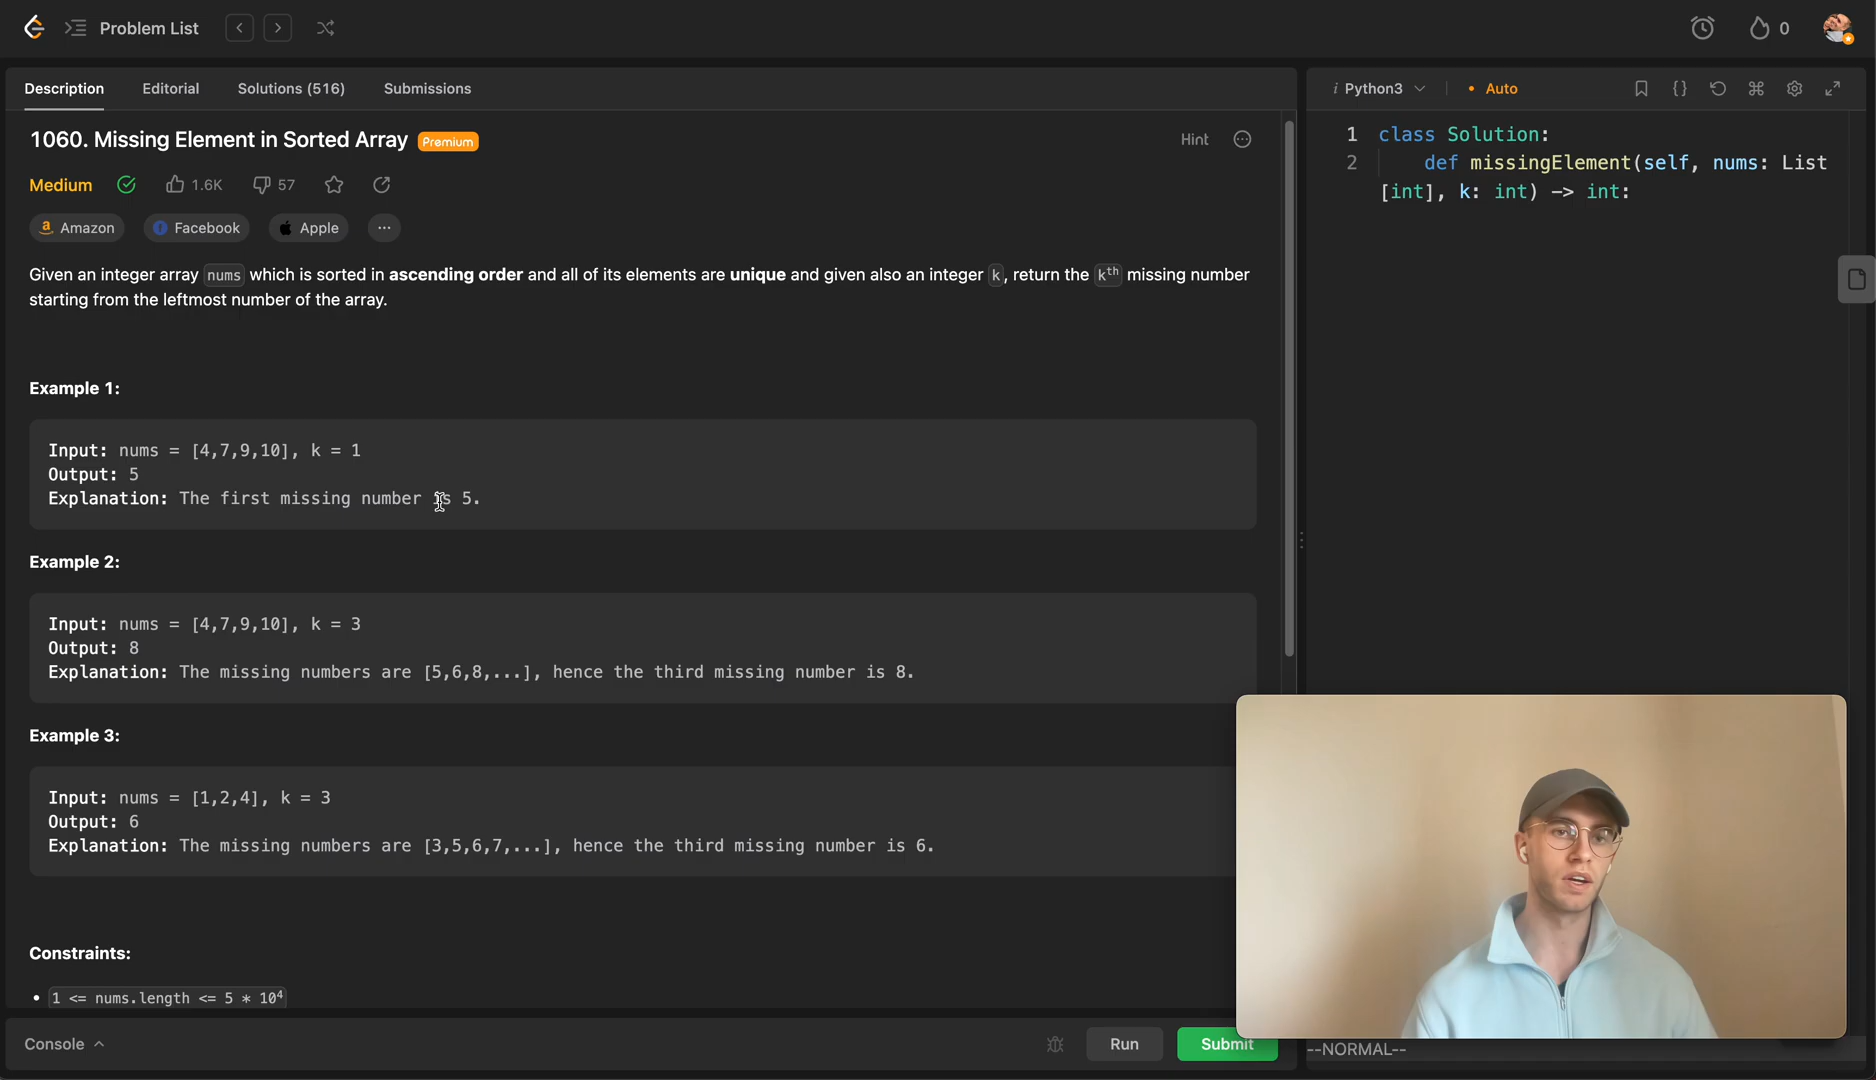 Problem List
0
Description Editorial Solutions (516) Submissions
1060. Missing Element in Sorted Array Premium
Hint
Medium 1.6K 57
Amazon Facebook Apple
Given an integer array nums which is sorted in ascending order and all of its elements are unique and given also an integer k, return the kth missing number
starting from the leftmost number of the array.
Example 1:
Input: nums = [4,7,9,10], k = 1
Output: 5
Explanation: The first missing number is 5.
Example 2:
Input: nums = [4,7,9,10], k = 3
Output: 8
Explanation: The missing numbers are [5,6,8,...], hence the third missing number is 8.
Example 3:
Input: nums = [1,2,4], k = 3
Output: 6
Explanation: The missing numbers are [3,5,6,7,...], hence the third missing number is 6.
Constraints:
• 1 <= nums.length <= 5 * 10⁴
Console
Run Submit
i Python3 • Auto
1 class Solution:
2 def missingElement(self, nums: List
[int], k: int) -> int:
--NORMAL--